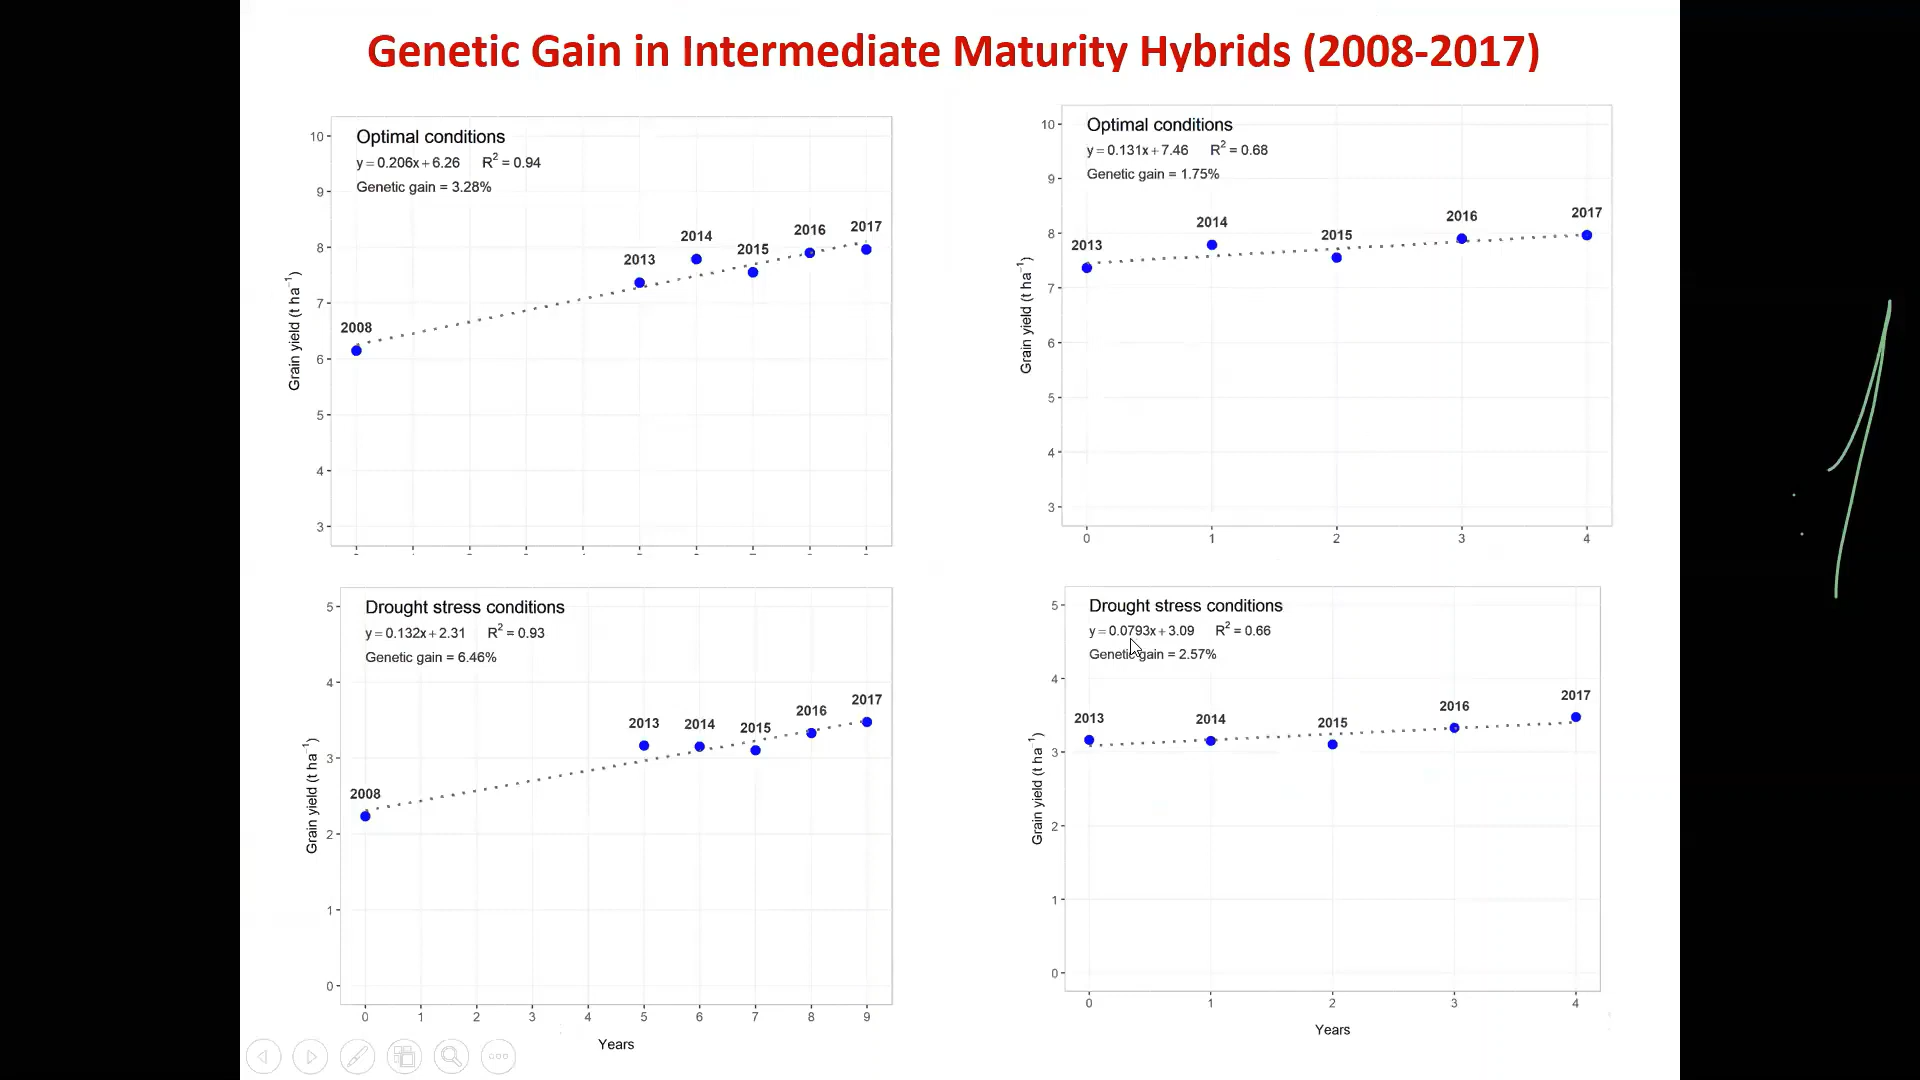 Genetic Gain in Intermediate Maturity Hybrids (2008-2017)
Optimal conditions
y = 0.206x + 6.26 R² = 0.94
Genetic gain = 3.28%
10
9
8
7
6
5
4
3
Grain yield (t ha⁻¹)
2008
2013
2014
2015
2016
2017
Optimal conditions
y = 0.131x + 7.46 R² = 0.68
Genetic gain = 1.75%
10
9
8
7
6
5
4
3
Grain yield (t ha⁻¹)
2013
2014
2015
2016
2017
0 1 2 3 4
Drought stress conditions
y = 0.132x + 2.31 R² = 0.93
Genetic gain = 6.46%
5
4
3
2
1
0
Grain yield (t ha⁻¹)
2008
2013
2014
2015
2016
2017
0 1 2 3 4 5 6 7 8 9
Years
Drought stress conditions
y = 0.0793x + 3.09 R² = 0.66
Genetic gain = 2.57%
5
4
3
2
1
0
Grain yield (t ha⁻¹)
2013
2014
2015
2016
2017
0 1 2 3 4
Years